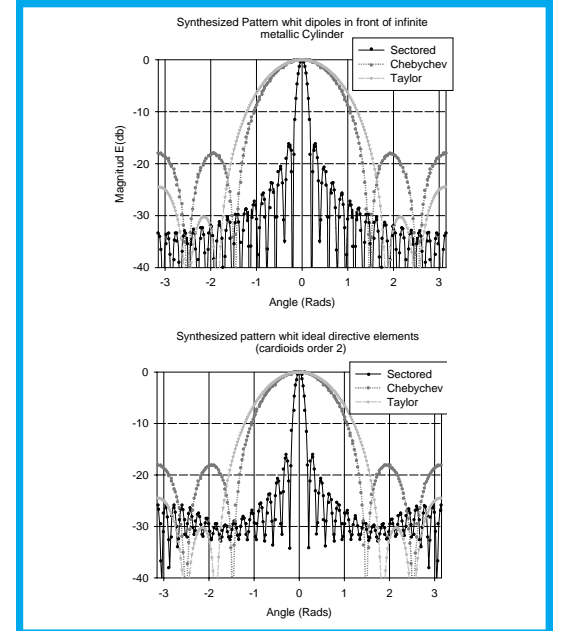 Synthesized Pattern whit dipoles in front of infinite
metallic Cylinder
Sectored
Chebychev
Taylor
Magnitud E(db)
0
-10
-20
-30
-40
-3 -2 -1 0 1 2 3
Angle (Rads)
Synthesized pattern whit ideal directive elements
(cardioids order 2)
Sectored
Chebychev
Taylor
0
-10
-20
-30
-40
-3 -2 -1 0 1 2 3
Angle (Rads)